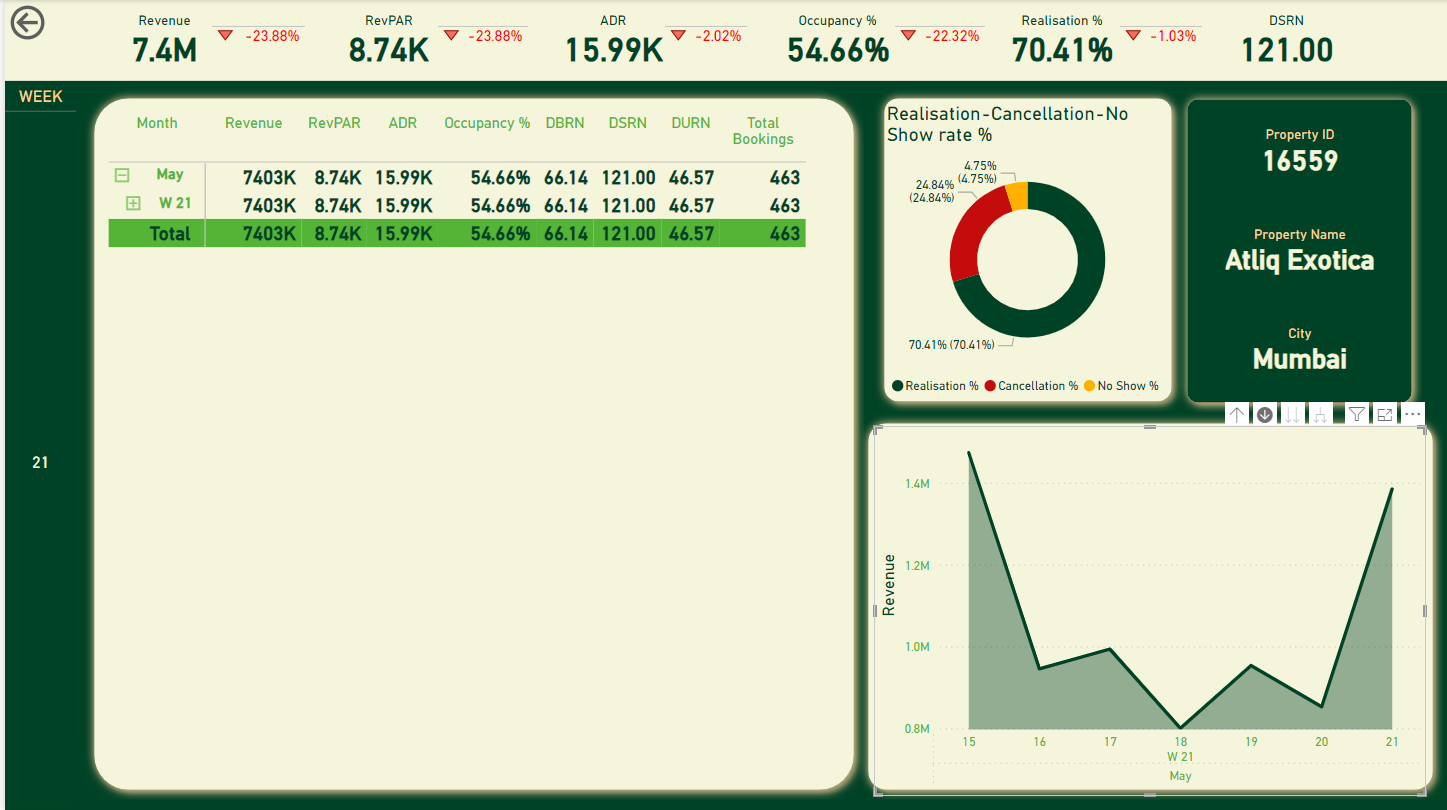 Revenue
7.4M
-23.88%
RevPAR
8.74K
-23.88%
ADR
15.99K
-2.02%
Occupancy %
54.66%
-22.32%
Realisation %
70.41%
-1.03%
DSRN
121.00
WEEK
21
Month Revenue RevPAR ADR Occupancy % DBRN DSRN DURN Total Bookings
May 7403K 8.74K 15.99K 54.66% 66.14 121.00 46.57 463
W 21 7403K 8.74K 15.99K 54.66% 66.14 121.00 46.57 463
Total 7403K 8.74K 15.99K 54.66% 66.14 121.00 46.57 463
Realisation-Cancellation-No
Show rate %
4.75%
(4.75%)
24.84%
(24.84%)
70.41% (70.41%)
Realisation % Cancellation % No Show %
Property ID
16559
Property Name
Atliq Exotica
City
Mumbai
Revenue
1.4M
1.2M
1.0M
0.8M
15 16 17 18 19 20 21
W 21
May